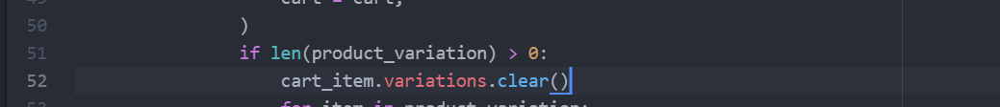 49 cart = cart,
50 )
51 if len(product_variation) > 0:
52 cart_item.variations.clear()
53 for item in product_variation: